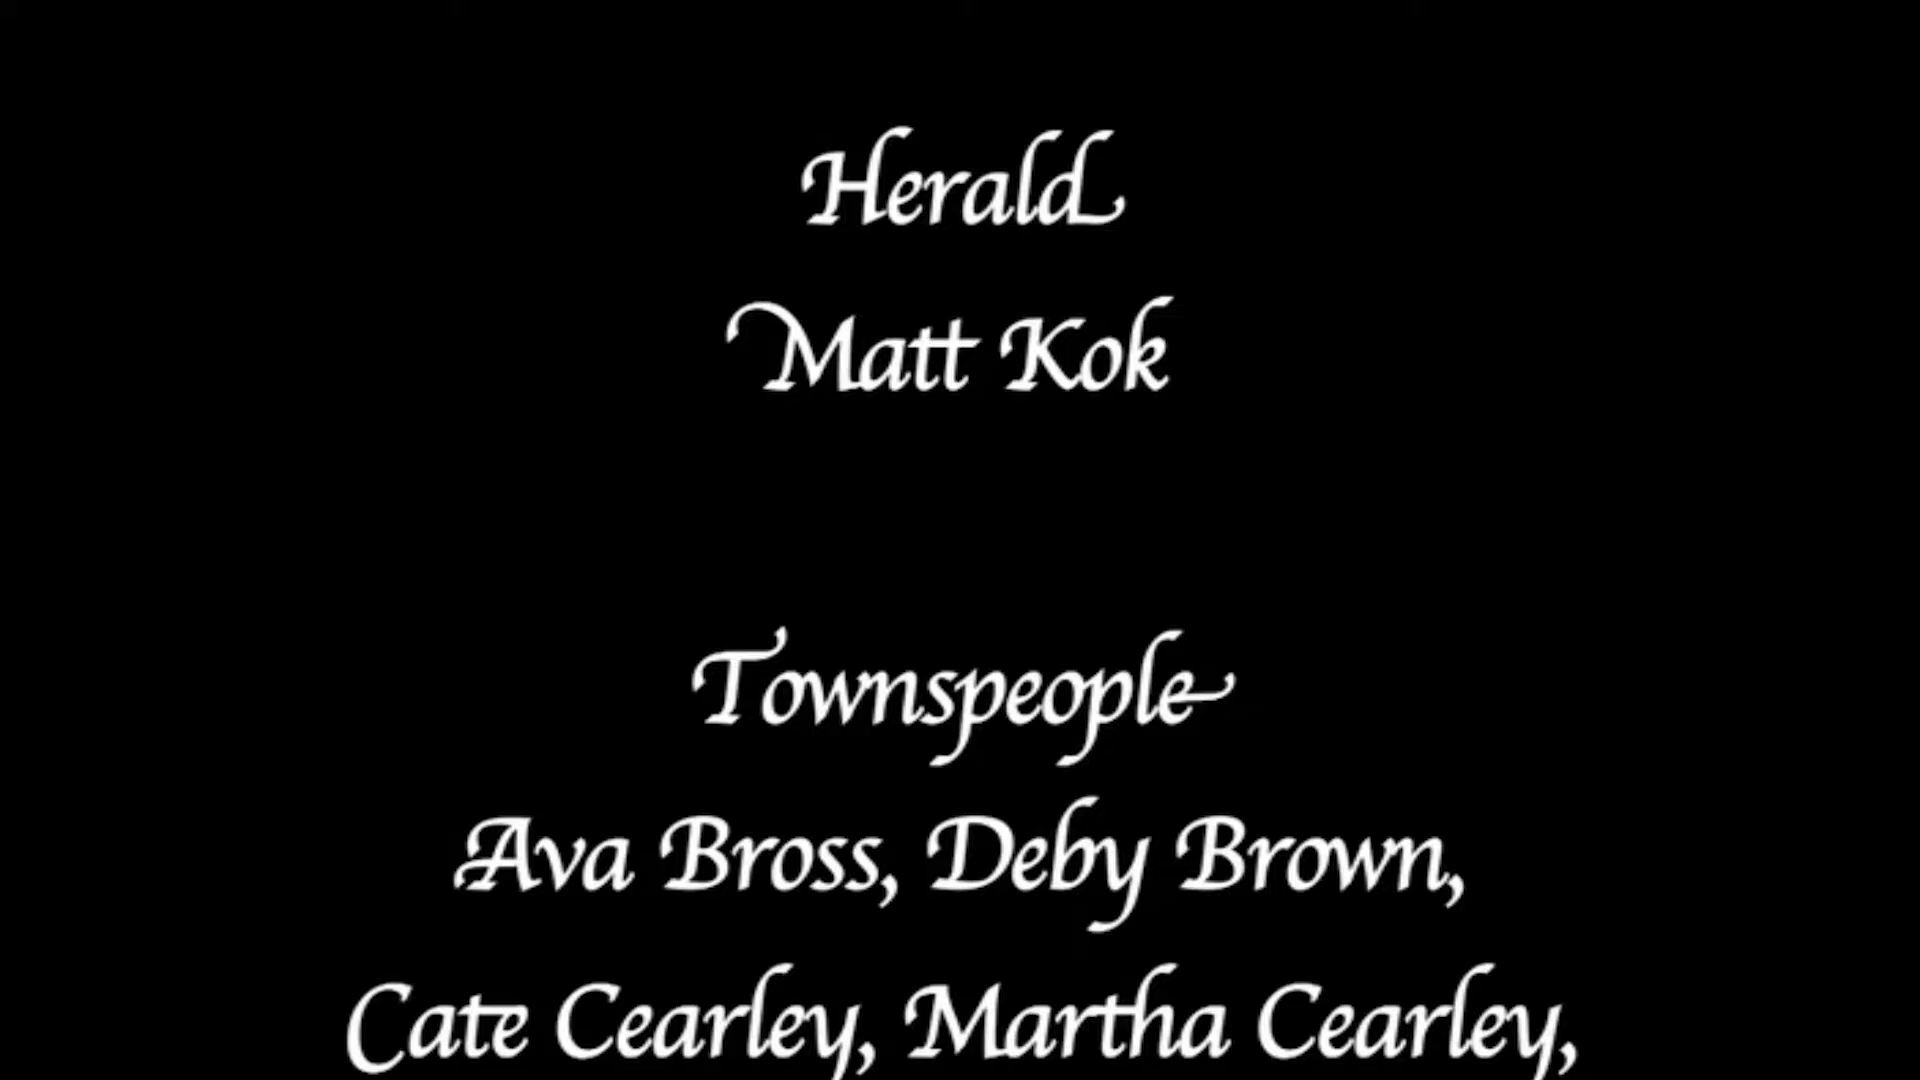 Herald
Matt Kok
Townspeople
Ava Bross, Deby Brown,
Cate Cearley, Martha Cearley,